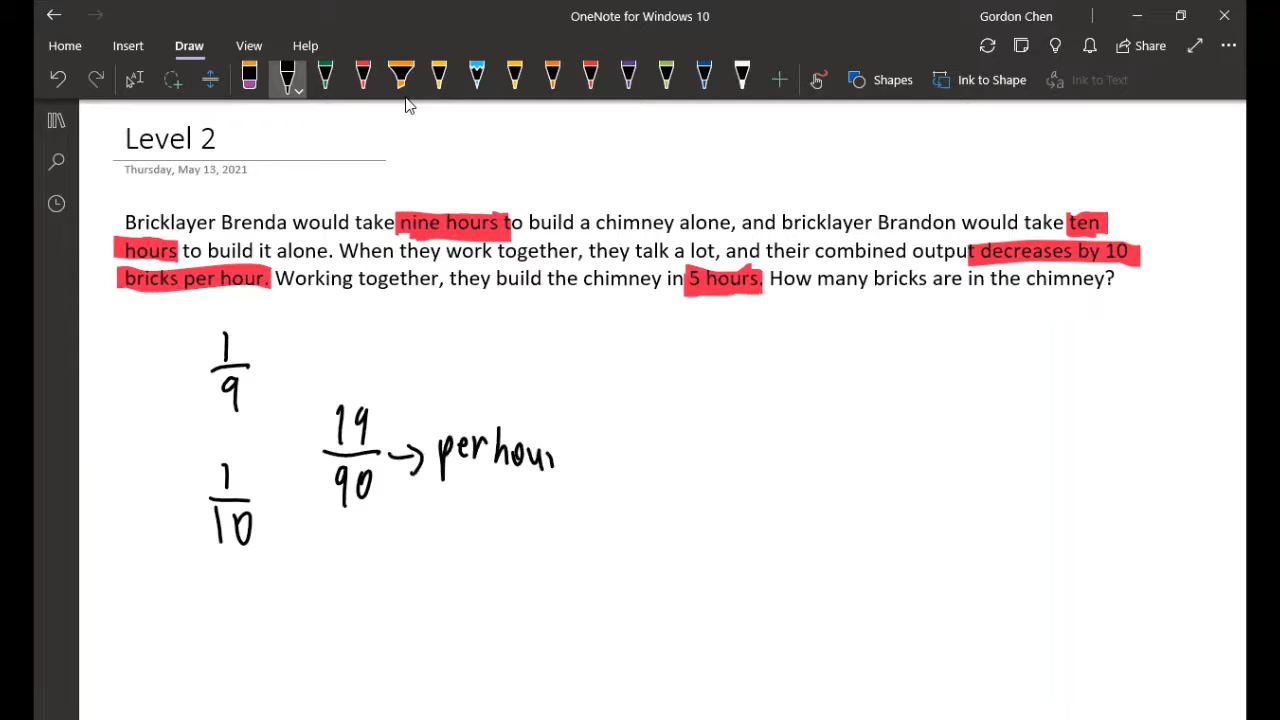 OneNote for Windows 10
Gordon Chen
Home Insert Draw View Help
Share
Shapes Ink to Shape Ink to Text
Level 2
Thursday, May 13, 2021
Bricklayer Brenda would take nine hours to build a chimney alone, and bricklayer Brandon would take ten
hours to build it alone. When they work together, they talk a lot, and their combined output decreases by 10
bricks per hour. Working together, they build the chimney in 5 hours. How many bricks are in the chimney?
1
9
19
90 → per hour
1
10